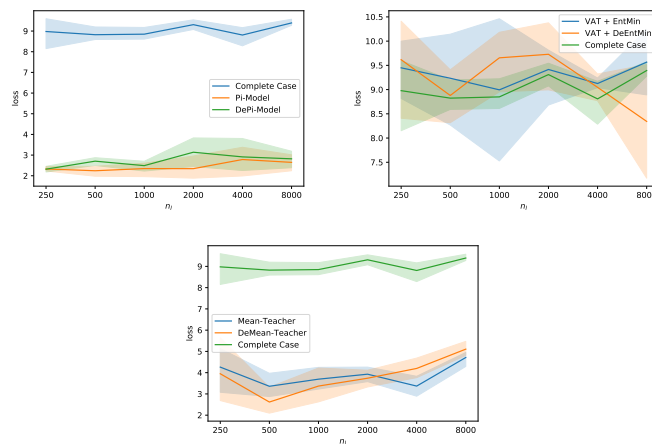 9
8
7
6
5
4
3
2
loss
Complete Case
Pi-Model
DePi-Model
250 500 1000 2000 4000 8000
n_l
10.5
10.0
9.5
9.0
8.5
8.0
7.5
loss
VAT + EntMin
VAT + DeEntMin
Complete Case
250 500 1000 2000 4000 8000
n_l
9
8
7
6
5
4
3
2
loss
Mean-Teacher
DeMean-Teacher
Complete Case
250 500 1000 2000 4000 8000
n_l